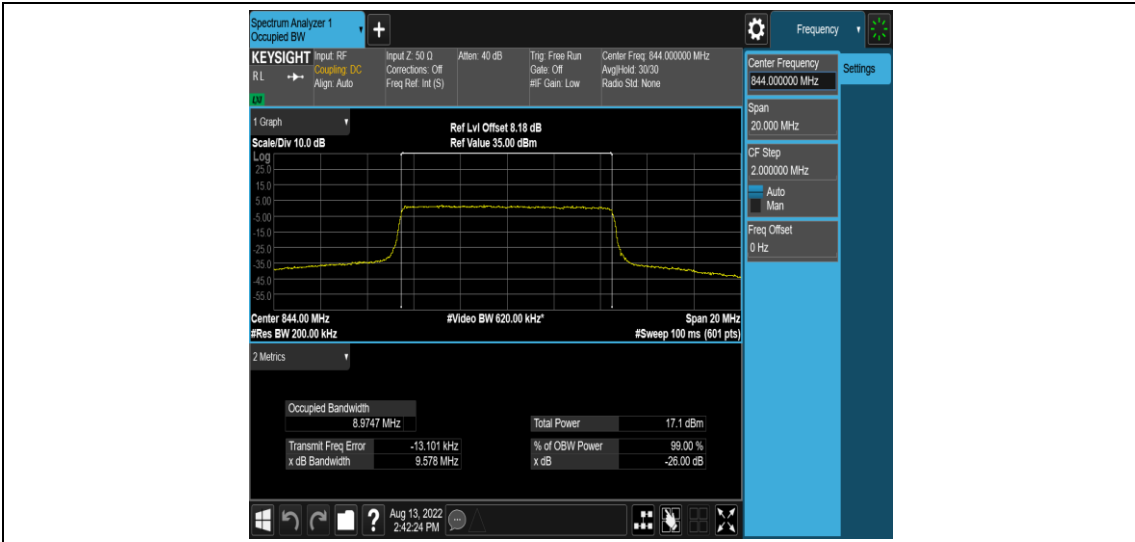 Spectrum Analyzer 1
Occupied BW
+
Frequency
KEYSIGHT
RL
LXI
Input: RF
Coupling: DC
Align: Auto
Input Z: 50 Ω
Corrections: Off
Freq Ref: Int (S)
Atten: 40 dB
Trig: Free Run
Gate: Off
#IF Gain: Low
Center Freq: 844.000000 MHz
Avg|Hold: 30/30
Radio Std: None
Center Frequency
844.000000 MHz
Settings
Span
20.000 MHz
CF Step
2.000000 MHz
Auto
Man
Freq Offset
0 Hz
1 Graph
Scale/Div 10.0 dB
Ref Lvl Offset 8.18 dB
Ref Value 35.00 dBm
Log
25.0
15.0
5.00
-5.00
-15.0
-25.0
-35.0
-45.0
-55.0
Center 844.00 MHz
#Video BW 620.00 kHz*
Span 20 MHz
#Res BW 200.00 kHz
#Sweep 100 ms (601 pts)
2 Metrics
Occupied Bandwidth
8.9747 MHz
Total Power 17.1 dBm
Transmit Freq Error -13.101 kHz
% of OBW Power 99.00 %
x dB Bandwidth 9.578 MHz
x dB -26.00 dB
?
Aug 13, 2022
2:42:24 PM